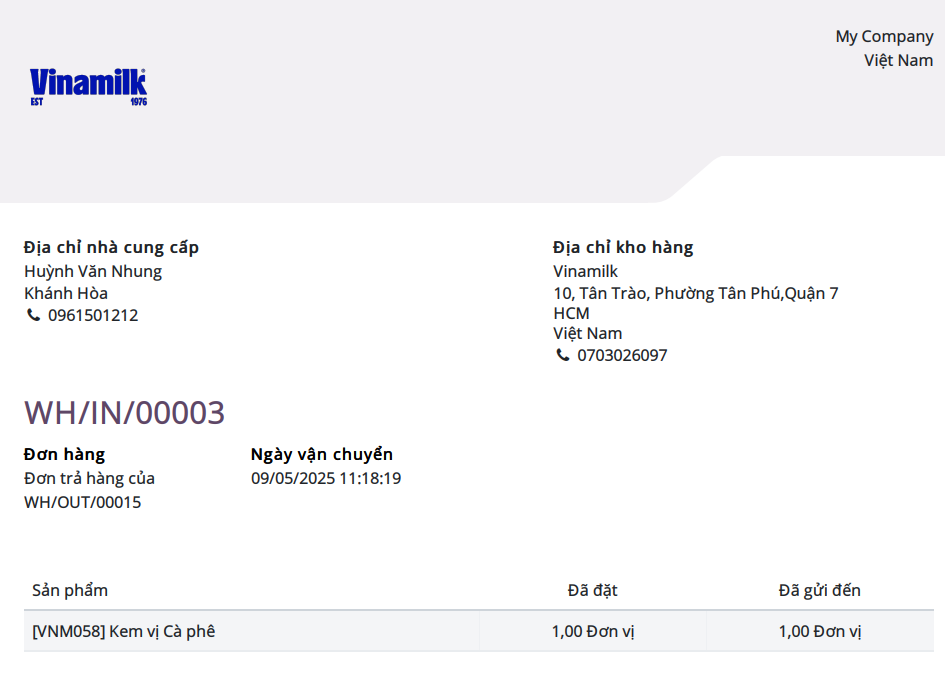 My Company
Việt Nam
Vinamilk
EST 1976
Địa chỉ nhà cung cấp
Huỳnh Văn Nhung
Khánh Hòa
0961501212
Địa chỉ kho hàng
Vinamilk
10, Tân Trào, Phường Tân Phú,Quận 7
HCM
Việt Nam
0703026097
WH/IN/00003
Đơn hàng
Đơn trả hàng của
WH/OUT/00015
Ngày vận chuyển
09/05/2025 11:18:19
Sản phẩm Đã đặt Đã gửi đến
[VNM058] Kem vị Cà phê 1,00 Đơn vị 1,00 Đơn vị